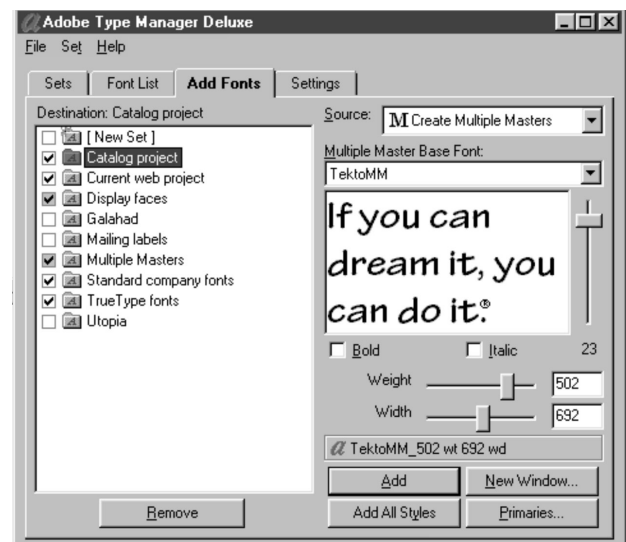 Adobe Type Manager Deluxe
File Set Help
Sets Font List Add Fonts Settings
Destination: Catalog project
[ New Set ]
Catalog project
Current web project
Display faces
Galahad
Mailing labels
Multiple Masters
Standard company fonts
TrueType fonts
Utopia
Remove
Source: M Create Multiple Masters
Multiple Master Base Font:
TektoMM
If you can
dream it, you
can do it.®
Bold Italic 23
Weight 502
Width 692
a TektoMM_502 wt 692 wd
Add New Window...
Add All Styles Primaries...